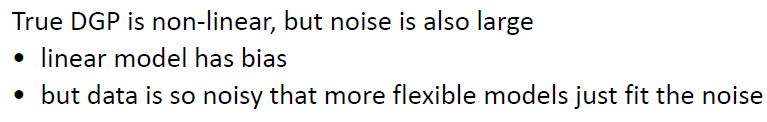 True DGP is non-linear, but noise is also large
• linear model has bias
• but data is so noisy that more flexible models just fit the noise